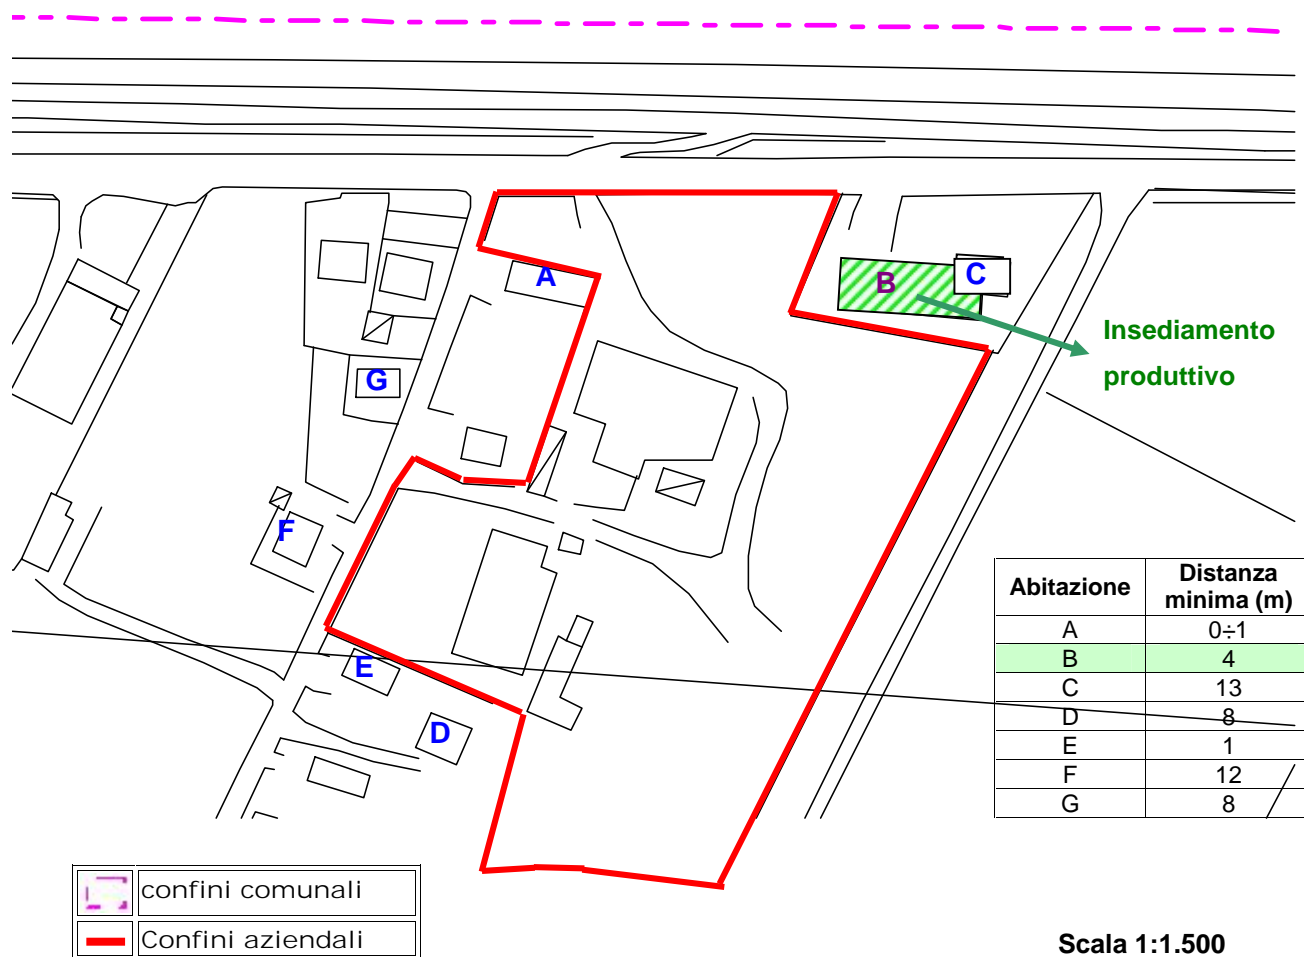 A
B
C
Insediamento
produttivo
G
F
E
D
Abitazione Distanza minima (m)
A 0÷1
B 4
C 13
D 8
E 1
F 12
G 8
confini comunali
Confini aziendali
Scala 1:1.500